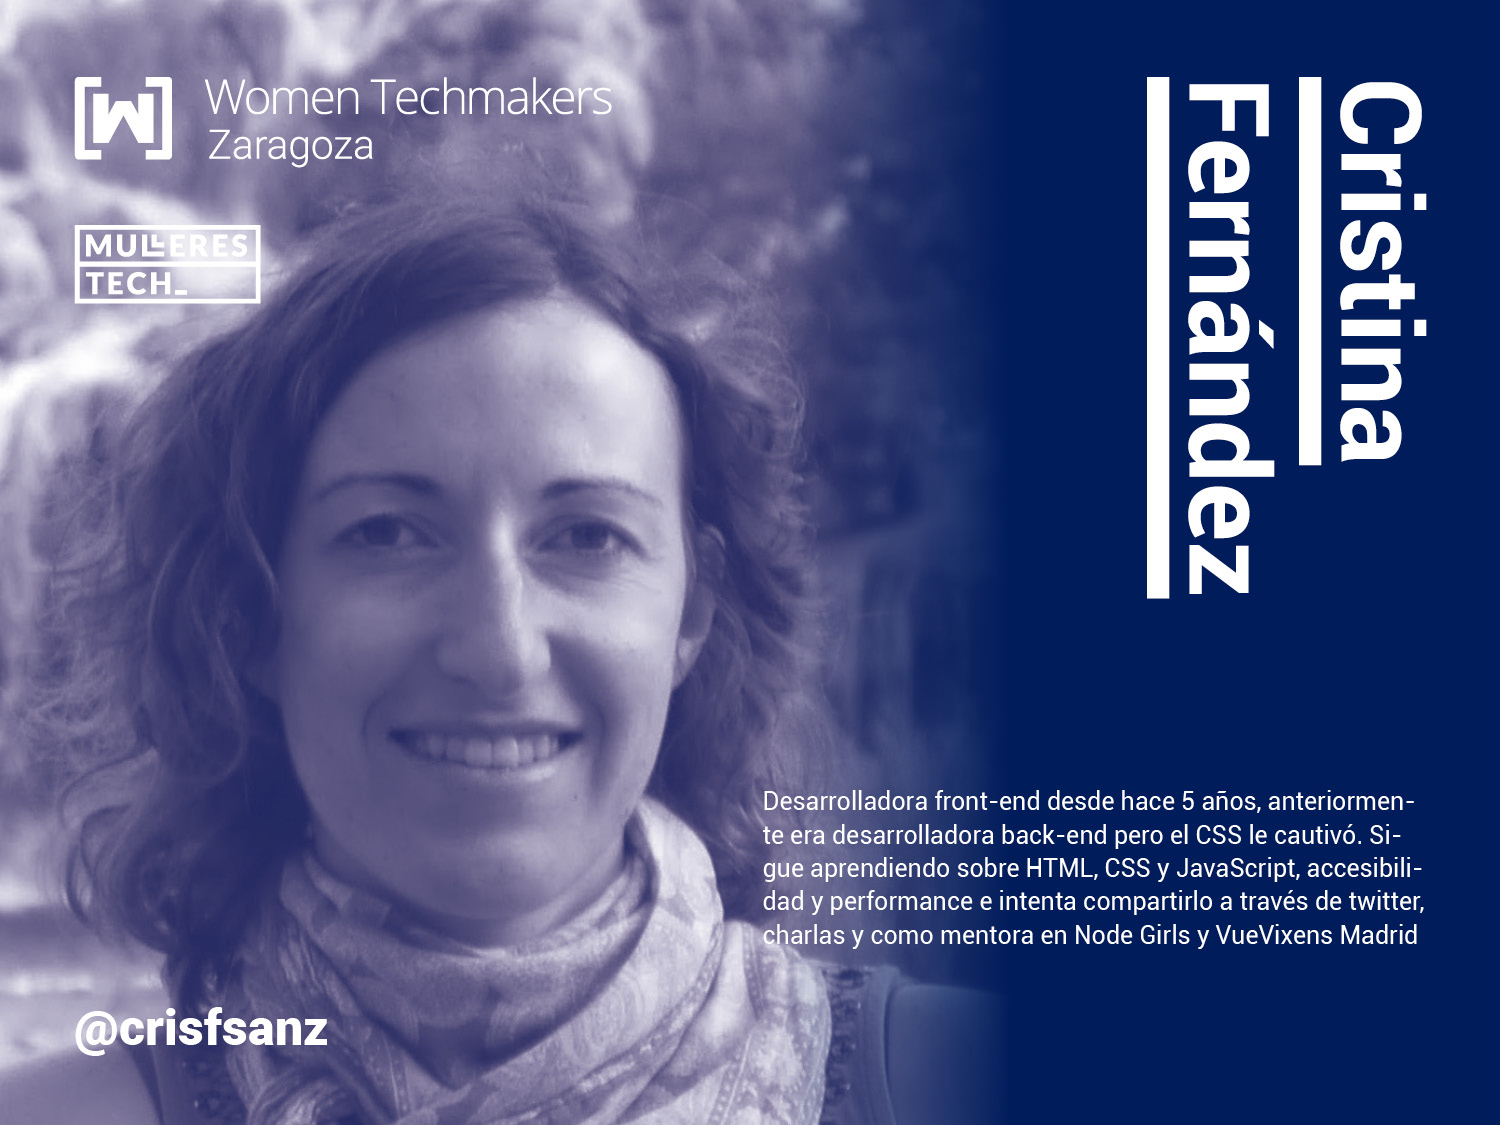 Women Techmakers
Zaragoza
MULLERES
TECH_
Cristina
Fernández
Desarrolladora front-end desde hace 5 años, anteriormen-
te era desarrolladora back-end pero el CSS le cautivó. Si-
gue aprendiendo sobre HTML, CSS y JavaScript, accesibili-
dad y performance e intenta compartirlo a través de twitter,
charlas y como mentora en Node Girls y VueVixens Madrid
@crisfsanz